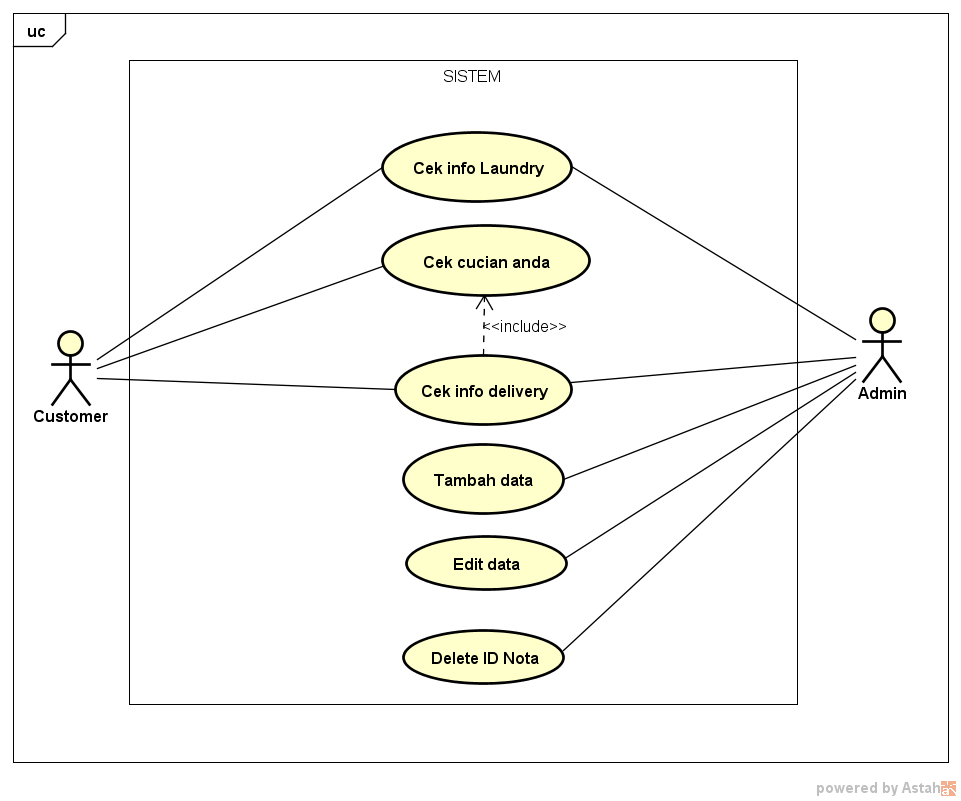 uc
SISTEM
Cek info Laundry
Cek cucian anda
<<include>>
Cek info delivery
Customer
Admin
Tambah data
Edit data
Delete ID Nota
powered by Astah